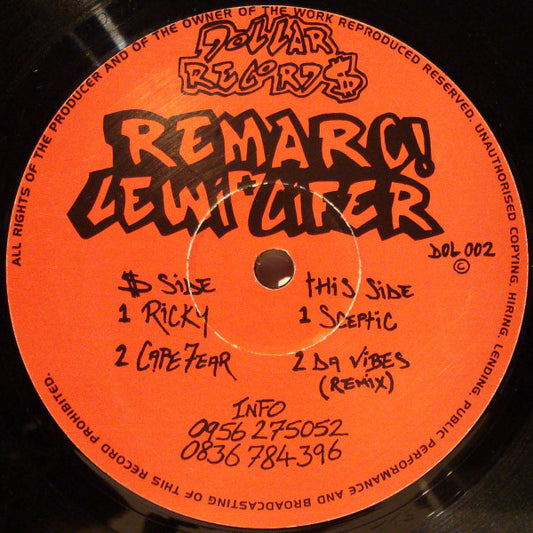 ALL RIGHTS OF THE PRODUCER AND OF THE OWNER OF THE WORK REPRODUCED RESERVED. UNAUTHORISED COPYING, HIRING, LENDING, PUBLIC PERFORMANCE AND BROADCASTING OF THIS RECORD PROHIBITED.
DOLLAR
RECORD$
REMARC!
LEWI LIFER
DOL 002
©
$ SIDE
1 RICKY
2 CAPE FEAR
THIS SIDE
1 SCEPTIC
2 DA VIBES
(REMIX)
INFO
0956 275052
0836 784396